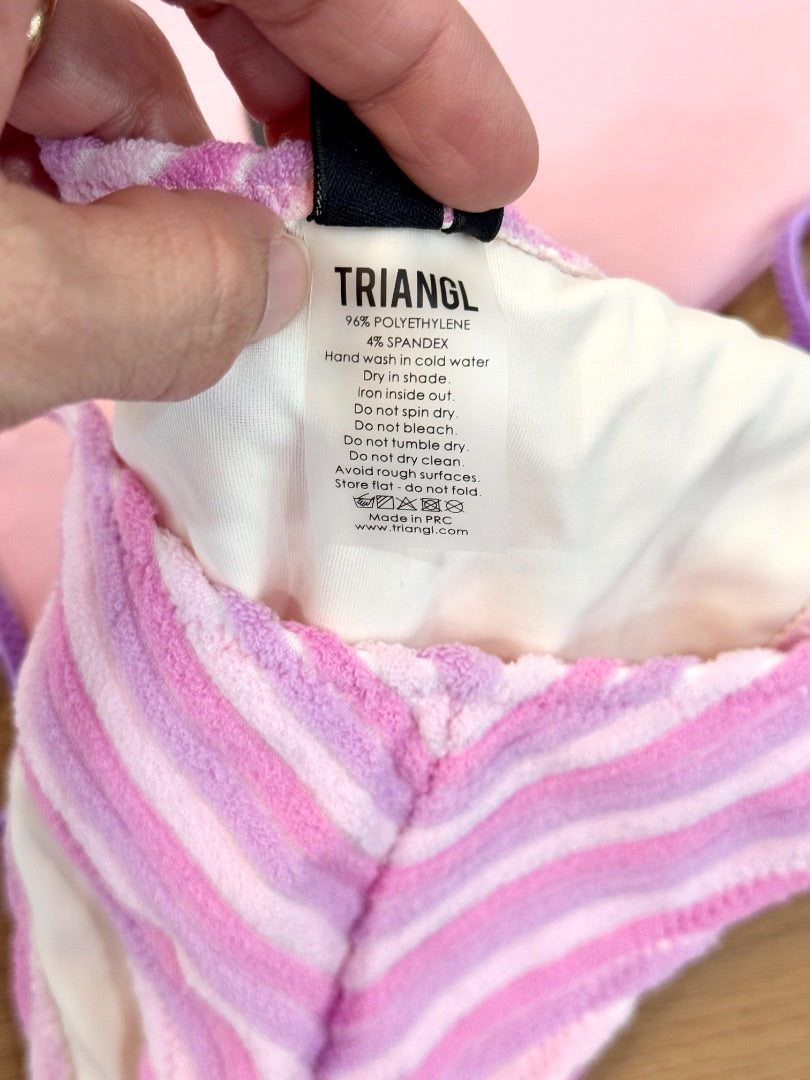 TRIANGL
96% POLYETHYLENE
4% SPANDEX
Hand wash in cold water
Dry in shade.
Iron inside out.
Do not spin dry.
Do not bleach.
Do not tumble dry.
Do not dry clean.
Avoid rough surfaces.
Store flat - do not fold.
Made in PRC
www.triangl.com